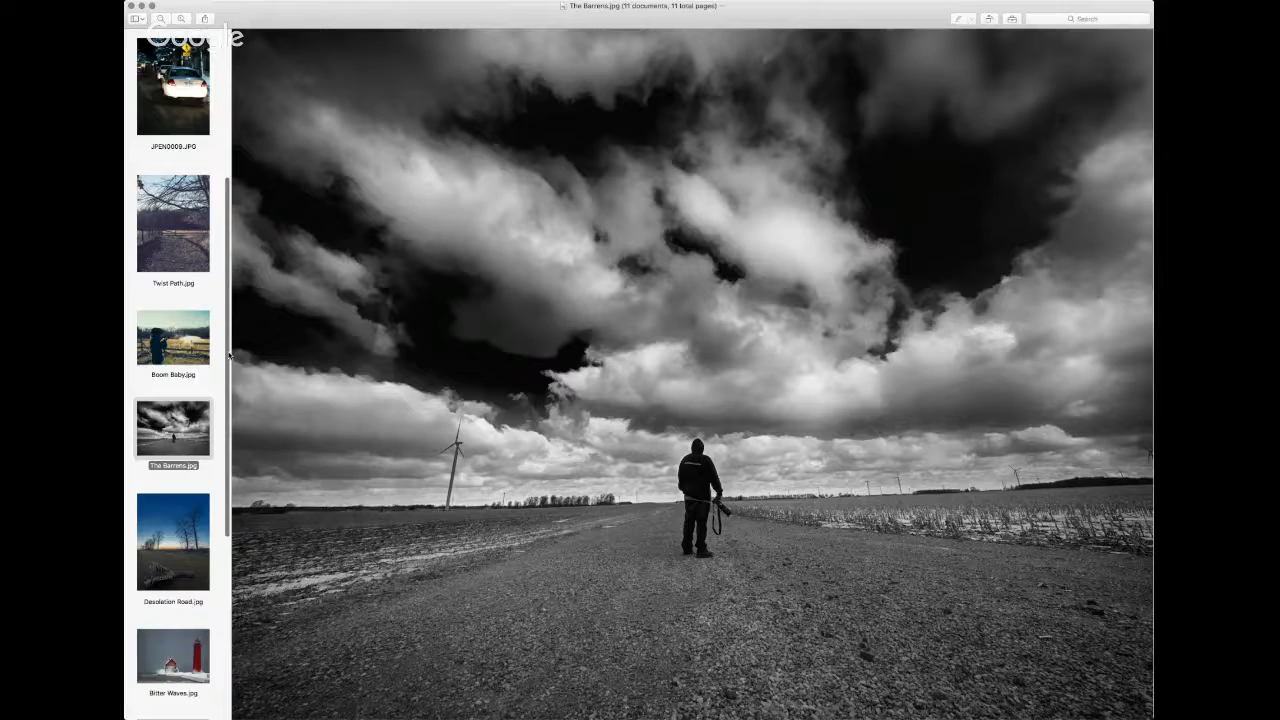 The Barrens.jpg (11 documents, 11 total pages)
Search
Google
JPEN0009.JPG
Twist Path.jpg
Boom Baby.jpg
The Barrens.jpg
Desolation Road.jpg
Bitter Waves.jpg